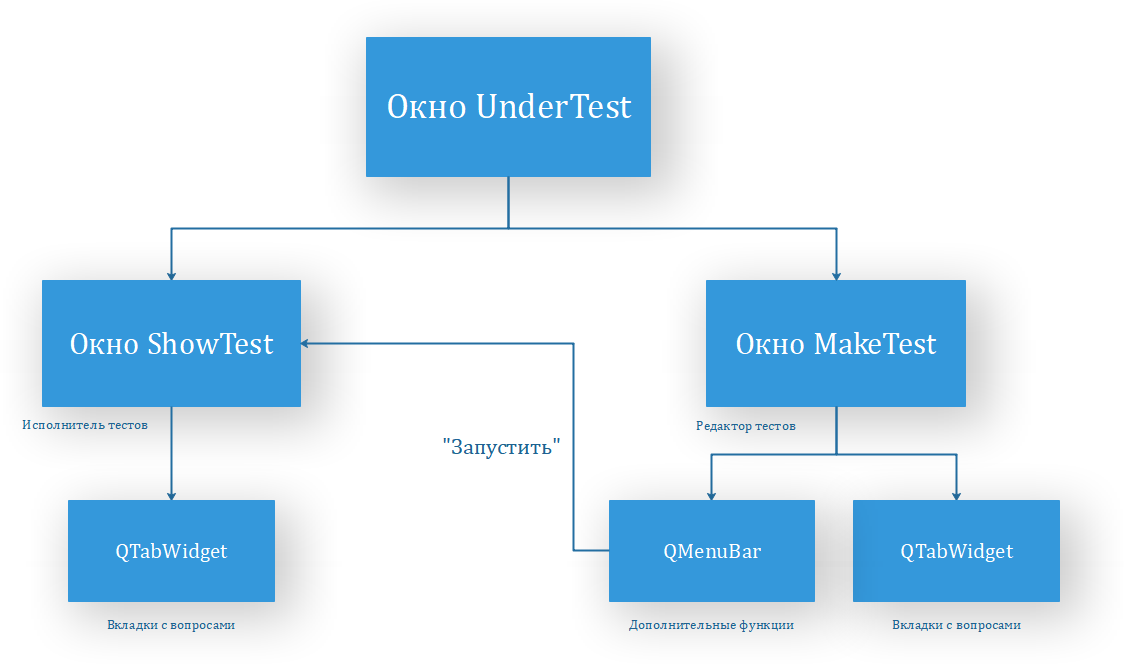 Окно UnderTest
Окно ShowTest
Окно MakeTest
Исполнитель тестов
Редактор тестов
"Запустить"
QTabWidget
QMenuBar
QTabWidget
Вкладки с вопросами
Дополнительные функции
Вкладки с вопросами